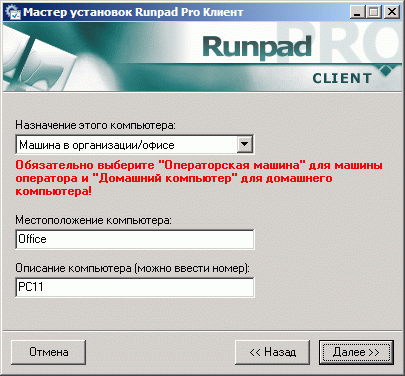 Мастер установок Runpad Pro Клиент
PRO
Runpad
CLIENT
Назначение этого компьютера:
Машина в организации/офисе
Обязательно выберите "Операторская машина" для машины
оператора и "Домашний компьютер" для домашнего
компьютера!
Местоположение компьютера:
Office
Описание компьютера (можно ввести номер):
PC11
Отмена
<< Назад
Далее >>